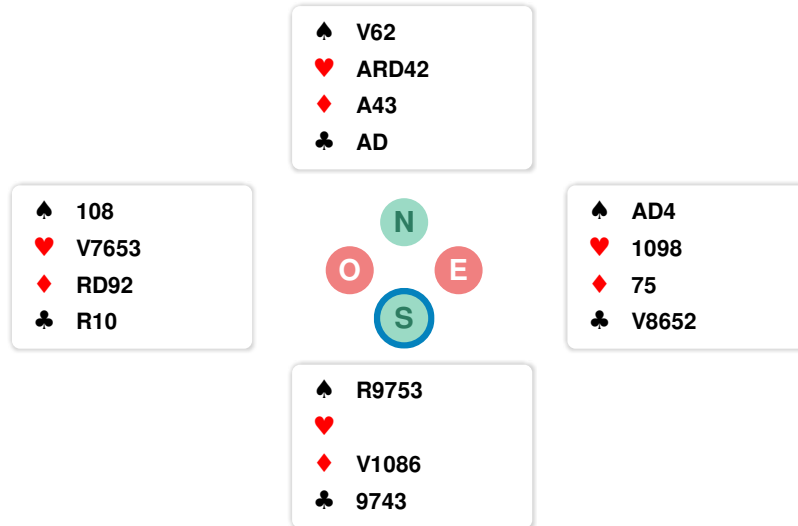 ♠ V62
♥ ARD42
♦ A43
♣ AD
♠ 108
♥ V7653
♦ RD92
♣ R10
N
O E
S
♠ AD4
♥ 1098
♦ 75
♣ V8652
♠ R9753
♥
♦ V1086
♣ 9743